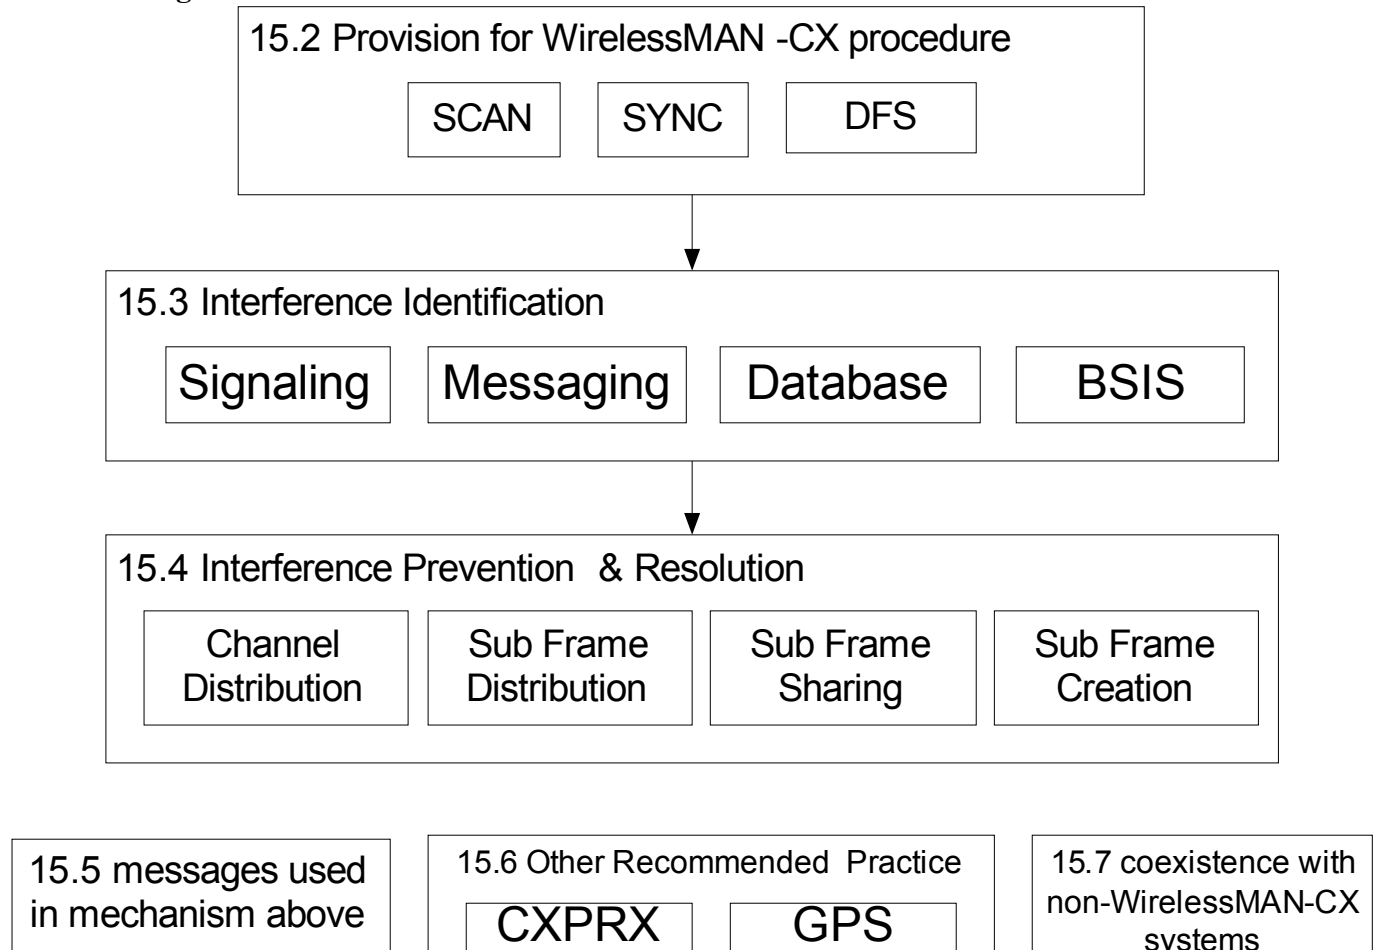 15.2 Provision for WirelessMAN -CX procedure
SCAN
SYNC
DFS
15.3 Interference Identification
Signaling
Messaging
Database
BSIS
15.4 Interference Prevention & Resolution
Channel
Distribution
Sub Frame
Distribution
Sub Frame
Sharing
Sub Frame
Creation
15.5 messages used
in mechanism above
15.6 Other Recommended Practice
CXPRX
GPS
15.7 coexistence with
non-WirelessMAN-CX
systems